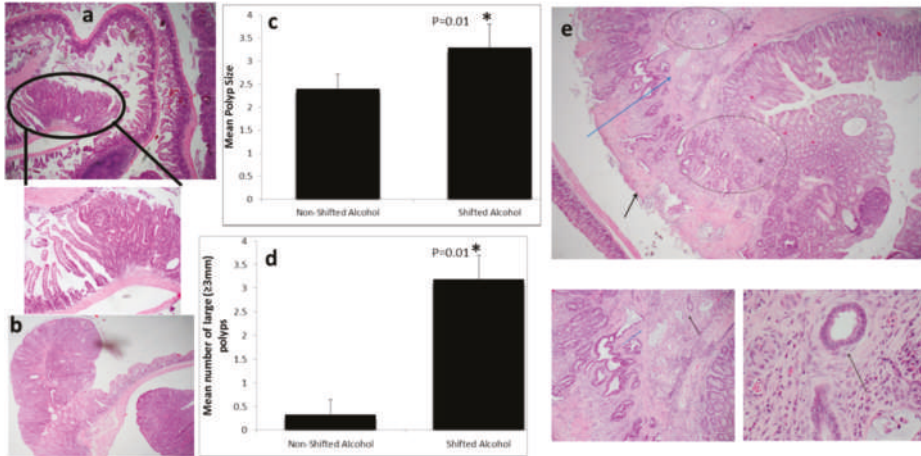 a
b
c
P=0.01 *
Mean Polyp Size
4
3.5
3
2.5
2
1.5
1
0.5
0
Non-Shifted Alcohol
Shifted Alcohol
d
P=0.01 *
Mean number of large (≥3mm)
polyps
4
3.5
3
2.5
2
1.5
1
0.5
0
Non-Shifted Alcohol
Shifted Alcohol
e